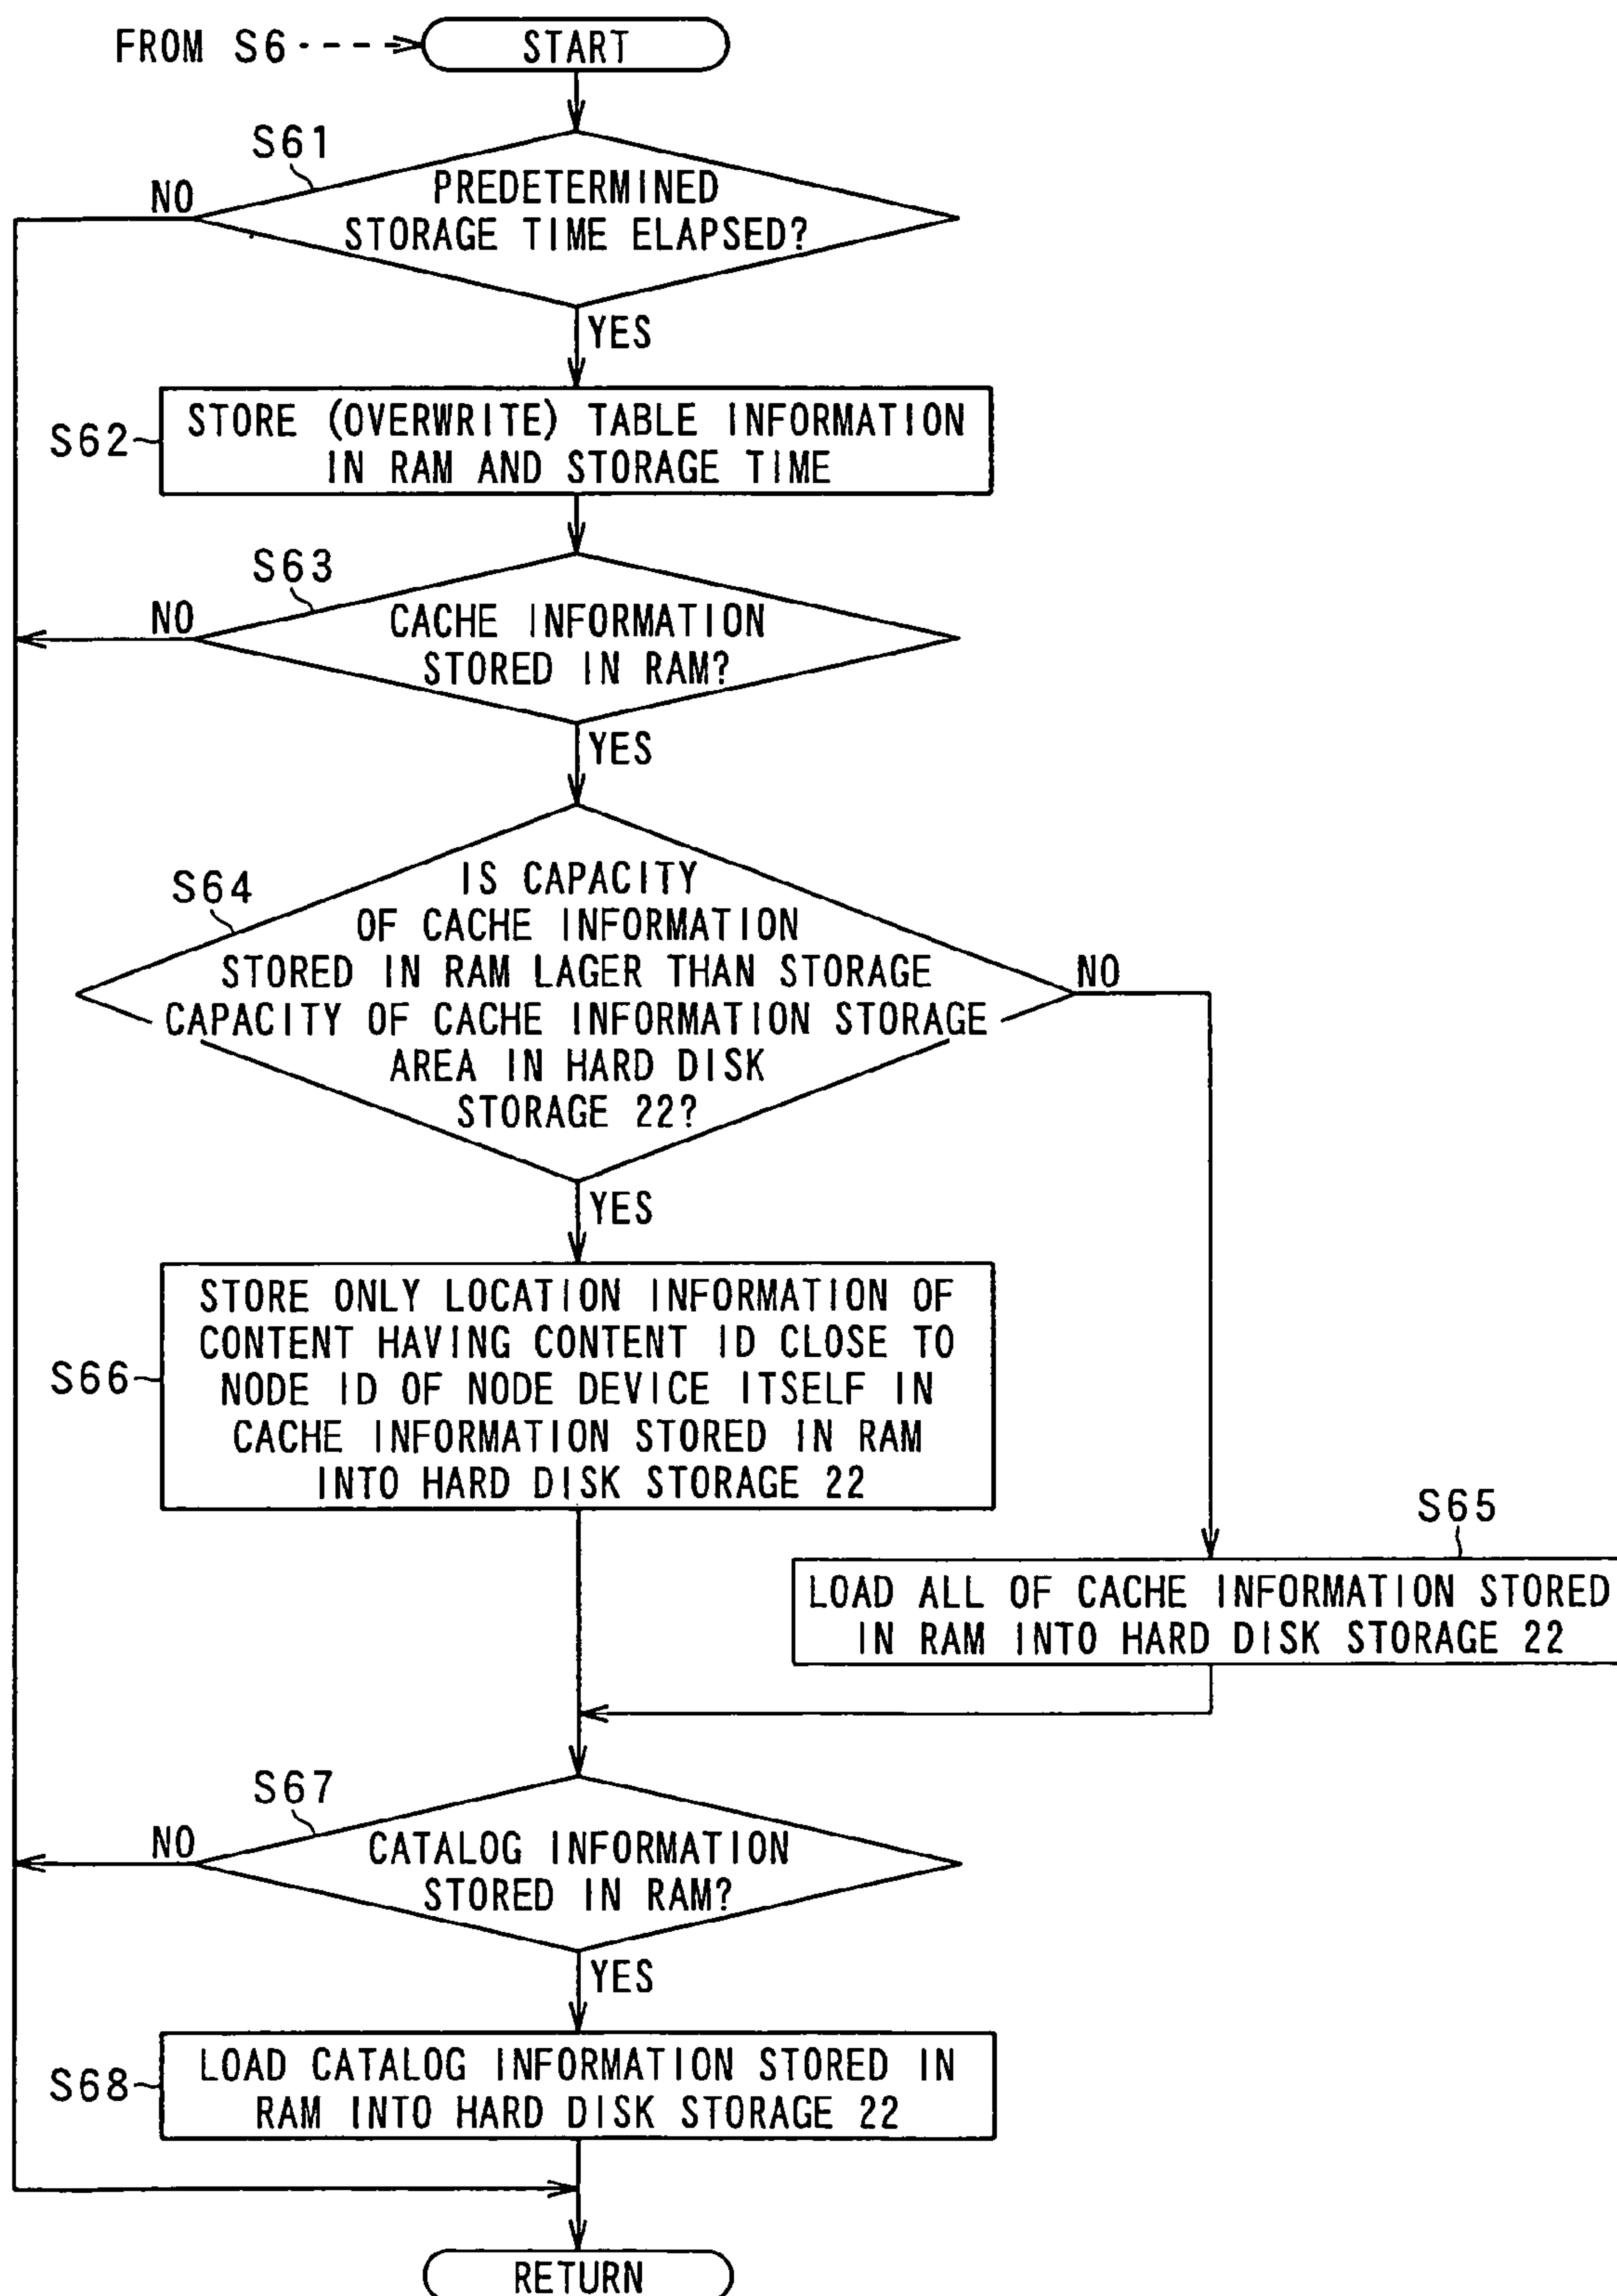 FROM S6
START
S61
NO
PREDETERMINED
STORAGE TIME ELAPSED?
YES
S62
STORE (OVERWRITE) TABLE INFORMATION
IN RAM AND STORAGE TIME
S63
NO
CACHE INFORMATION
STORED IN RAM?
YES
S64
IS CAPACITY
OF CACHE INFORMATION
STORED IN RAM LAGER THAN STORAGE
CAPACITY OF CACHE INFORMATION STORAGE
AREA IN HARD DISK
STORAGE 22?
NO
YES
S66
STORE ONLY LOCATION INFORMATION OF
CONTENT HAVING CONTENT ID CLOSE TO
NODE ID OF NODE DEVICE ITSELF IN
CACHE INFORMATION STORED IN RAM
INTO HARD DISK STORAGE 22
S65
LOAD ALL OF CACHE INFORMATION STORED
IN RAM INTO HARD DISK STORAGE 22
S67
NO
CATALOG INFORMATION
STORED IN RAM?
YES
S68
LOAD CATALOG INFORMATION STORED IN
RAM INTO HARD DISK STORAGE 22
RETURN